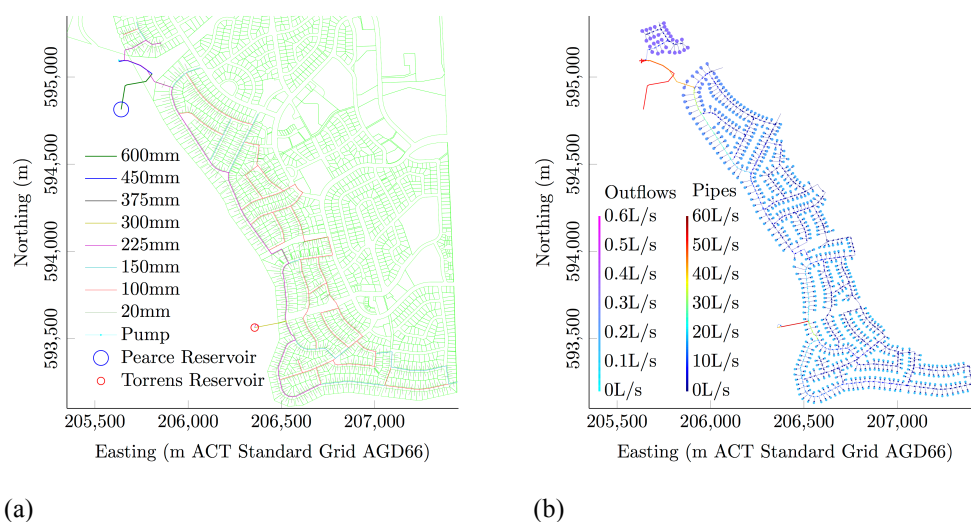 595,000
594,500
594,000
593,500
Northing (m)
600mm
450mm
375mm
300mm
225mm
150mm
100mm
20mm
Pump
Pearce Reservoir
Torrens Reservoir
205,500 206,000 206,500 207,000
Easting (m ACT Standard Grid AGD66)
(a)
595,000
594,500
594,000
593,500
Northing (m)
Outflows Pipes
0.6L/s 60L/s
0.5L/s 50L/s
0.4L/s 40L/s
0.3L/s 30L/s
0.2L/s 20L/s
0.1L/s 10L/s
0L/s 0L/s
205,500 206,000 206,500 207,000
Easting (m ACT Standard Grid AGD66)
(b)